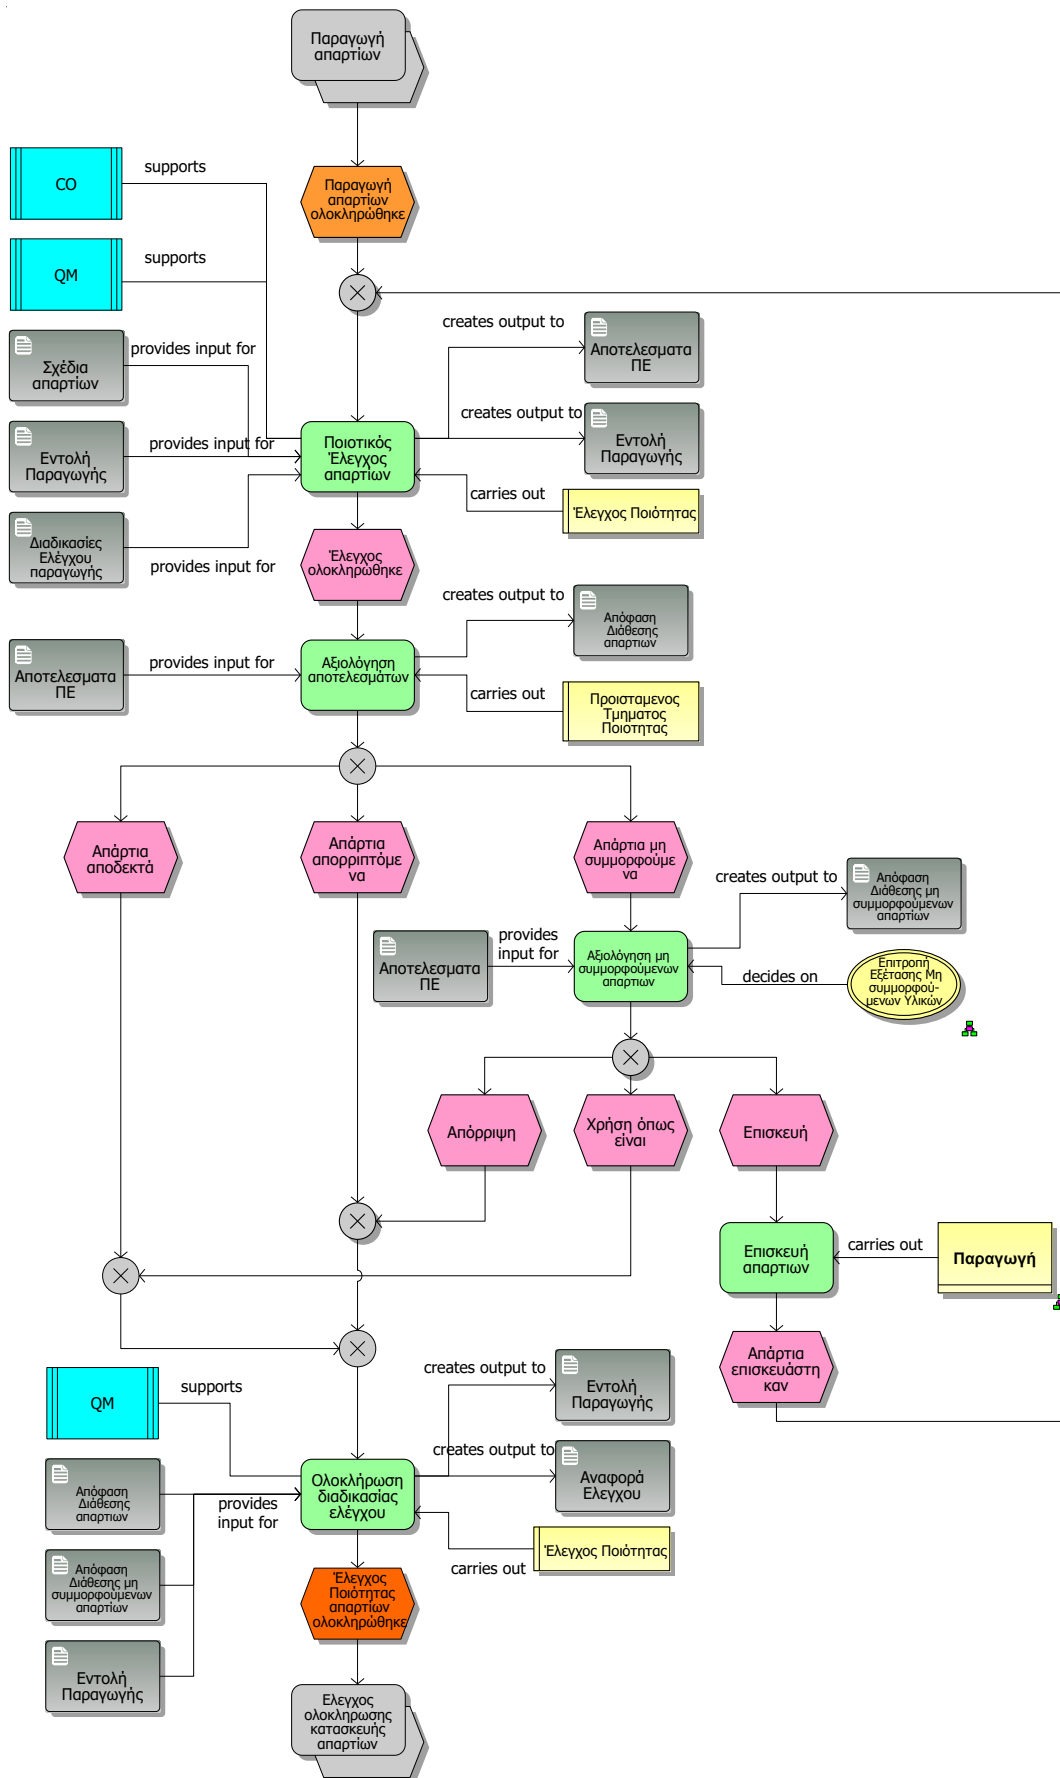 Παραγωγή
απαρτίων
CO
supports
Παραγωγή
απαρτίων
ολοκληρώθηκε
QM
supports
Σχέδια
απαρτίων
provides input for
creates output to
Αποτελεσματα
ΠΕ
Εντολή
Παραγωγής
provides input for
Ποιοτικός
Έλεγχος
απαρτίων
creates output to
Εντολή
Παραγωγής
carries out
Έλεγχος Ποιότητας
Διαδικασίες
Ελέγχου
παραγωγής
provides input for
Έλεγχος
ολοκληρώθηκε
creates output to
Απόφαση
Διάθεσης
απαρτιων
Αποτελεσματα
ΠΕ
provides input for
Αξιολόγηση
αποτελεσμάτων
carries out
Προισταμενος
Τμηματος
Ποιοτητας
Απάρτια
αποδεκτά
Απάρτια
απορριπτόμε
να
Απάρτια μη
συμμορφούμε
να
creates output to
Απόφαση
Διάθεσης μη
συμμορφούμενων
απαρτίων
Αποτελεσματα
ΠΕ
provides
input for
Αξιολόγηση μη
συμμορφούμενων
απαρτιων
decides on
Επιτροπή
Εξέτασης Μη
συμμορφού-
μενων Υλικών
Απόρριψη
Χρήση όπως
είναι
Επισκευή
Επισκευή
απαρτιων
carries out
Παραγωγή
Απάρτια
επισκευάστη
καν
QM
supports
creates output to
Εντολή
Παραγωγής
Απόφαση
Διάθεσης
απαρτιων
provides
input for
Ολοκλήρωση
διαδικασίας
ελέγχου
creates output to
Αναφορά
Ελεγχου
carries out
Έλεγχος Ποιότητας
Απόφαση
Διάθεσης μη
συμμορφούμενων
απαρτίων
Έλεγχος
Ποιότητας
απαρτίων
ολοκληρώθηκε
Εντολή
Παραγωγής
Ελεγχος
ολοκληρωσης
κατασκευής
απαρτίων